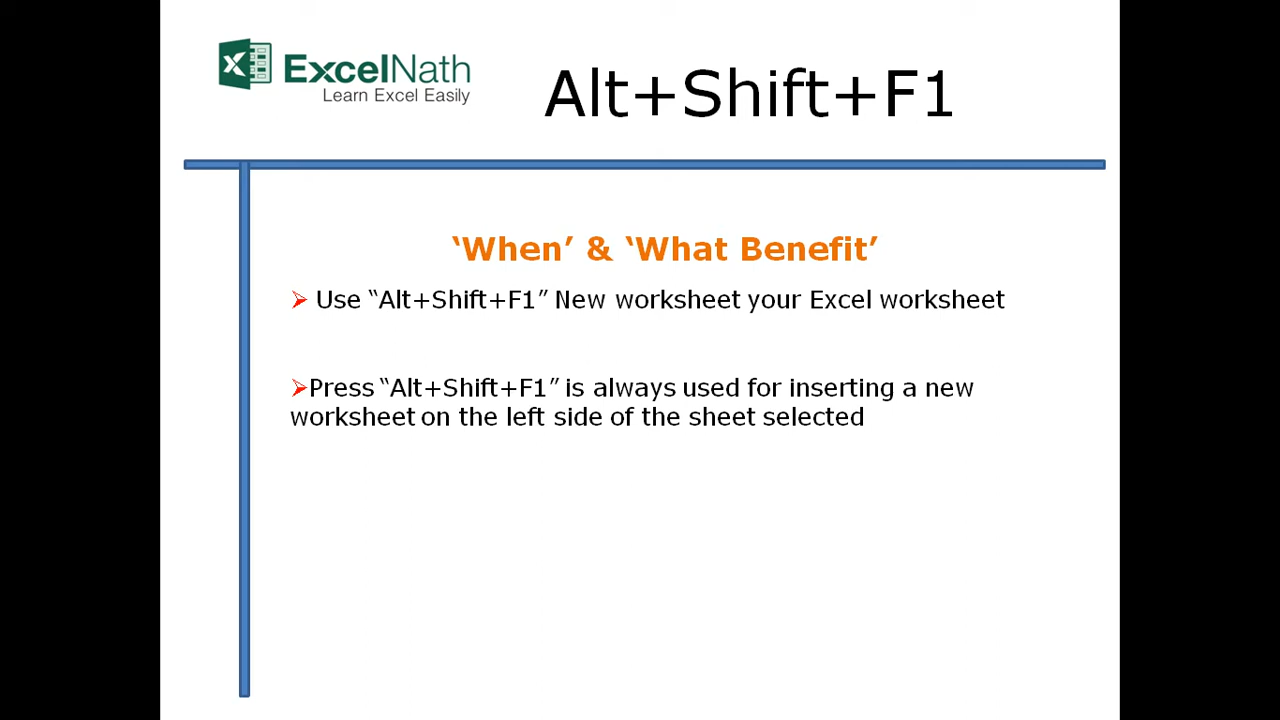 ExcelNath
Learn Excel Easily
Alt+Shift+F1
‘When’ & ‘What Benefit’
Use “Alt+Shift+F1” New worksheet your Excel worksheet
Press “Alt+Shift+F1” is always used for inserting a new
worksheet on the left side of the sheet selected